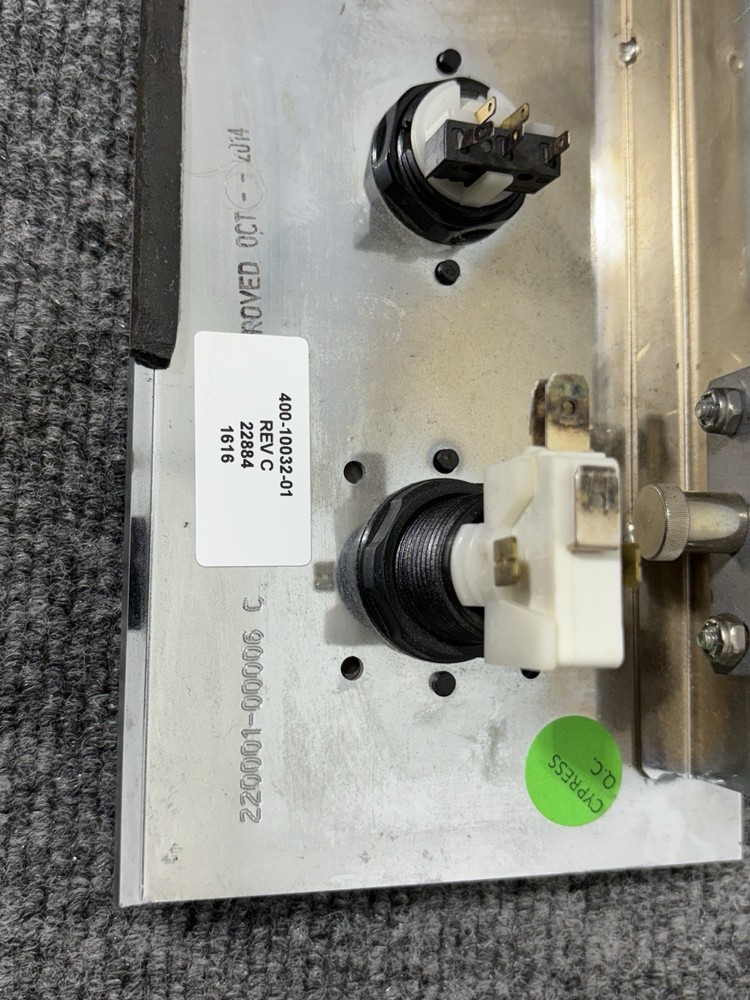 ROVED OCT - - 2014
400-10032-01
REV C
22884
1616
220001-00006 C
CYPRESS
Q.C.